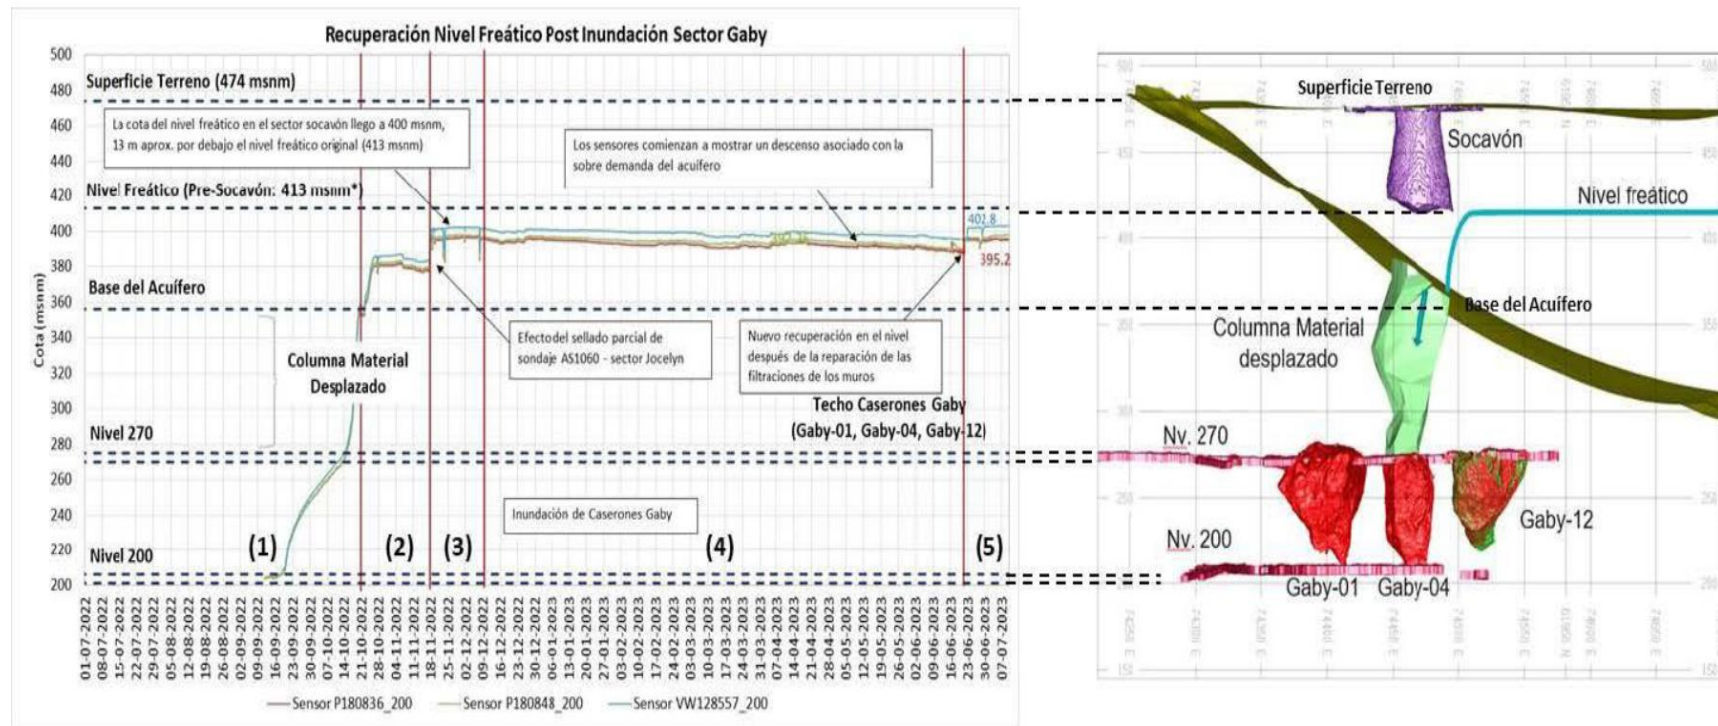 Recuperación Nivel Freático Post Inundación Sector Gaby
Cota (msnm)
500
480
460
440
420
400
380
360
340
320
300
280
260
240
220
200
Superficie Terreno (474 msnm)
La cota del nivel freático en el sector socavón llego a 400 msnm,
13 m aprox. por debajo el nivel freático original (413 msnm)
Los sensores comienzan a mostrar un descenso asociado con la
sobre demanda del acuífero
Nivel Freático (Pre-Socavón: 413 msnm*)
402.8
395.2
Base del Acuífero
Efecto del sellado parcial de
sondaje AS1060 - sector Jocelyn
Nuevo recuperación en el nivel
después de la reparación de las
filtraciones de los muros
Columna Material
Desplazado
Techo Caserones Gaby
(Gaby-01, Gaby-04, Gaby-12)
Nivel 270
Inundación de Caserones Gaby
Nivel 200
(1)
(2)
(3)
(4)
(5)
01-07-2022
08-07-2022
15-07-2022
22-07-2022
29-07-2022
05-08-2022
12-08-2022
19-08-2022
26-08-2022
02-09-2022
09-09-2022
16-09-2022
23-09-2022
30-09-2022
07-10-2022
14-10-2022
21-10-2022
28-10-2022
04-11-2022
11-11-2022
18-11-2022
25-11-2022
02-12-2022
09-12-2022
16-12-2022
23-12-2022
30-12-2022
06-01-2023
13-01-2023
20-01-2023
27-01-2023
03-02-2023
10-02-2023
17-02-2023
24-02-2023
03-03-2023
10-03-2023
17-03-2023
24-03-2023
31-03-2023
07-04-2023
14-04-2023
21-04-2023
28-04-2023
05-05-2023
12-05-2023
19-05-2023
26-05-2023
02-06-2023
09-06-2023
16-06-2023
23-06-2023
30-06-2023
07-07-2023
Sensor P180836_200
Sensor P180848_200
Sensor VW128557_200
Superficie Terreno
Socavón
Nivel freático
Base del Acuífero
Columna Material
desplazado
Nv. 270
Nv. 200
Gaby-12
Gaby-01
Gaby-04